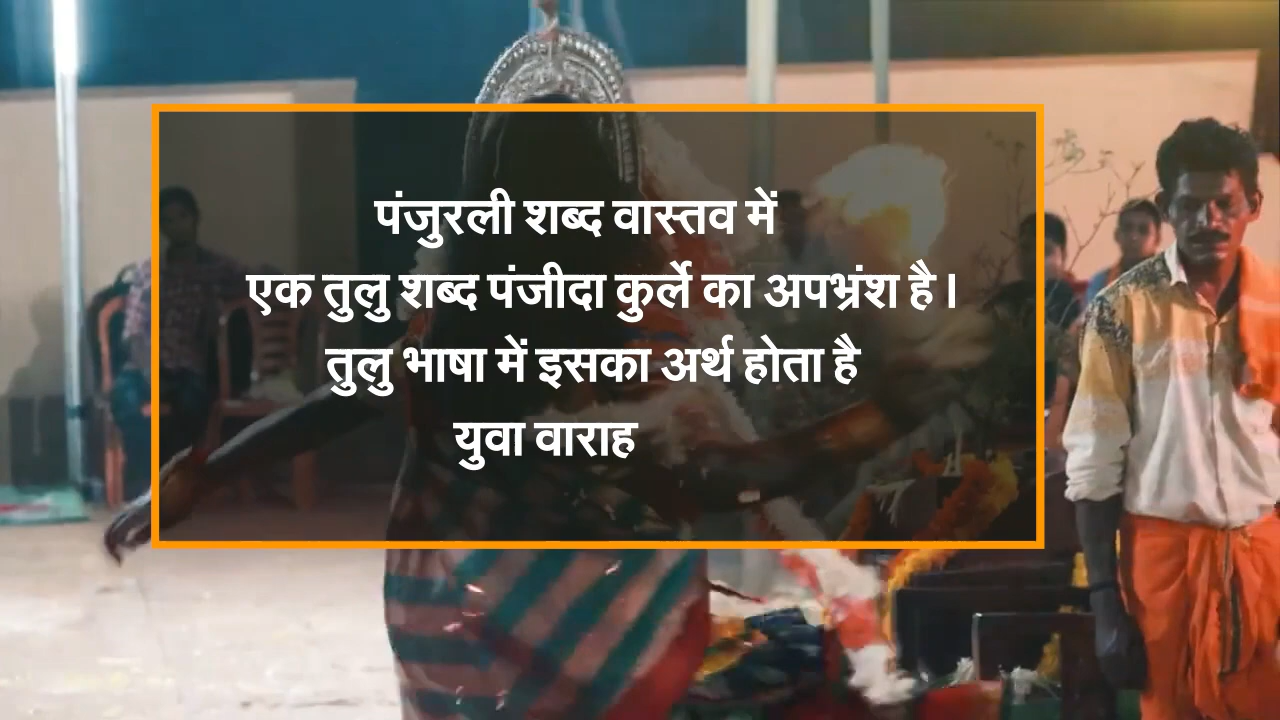 पंजुरली शब्द वास्तव में
एक तुलु शब्द पंजीदा कुर्ले का अपभ्रंश है।
तुलु भाषा में इसका अर्थ होता है
युवा वाराह